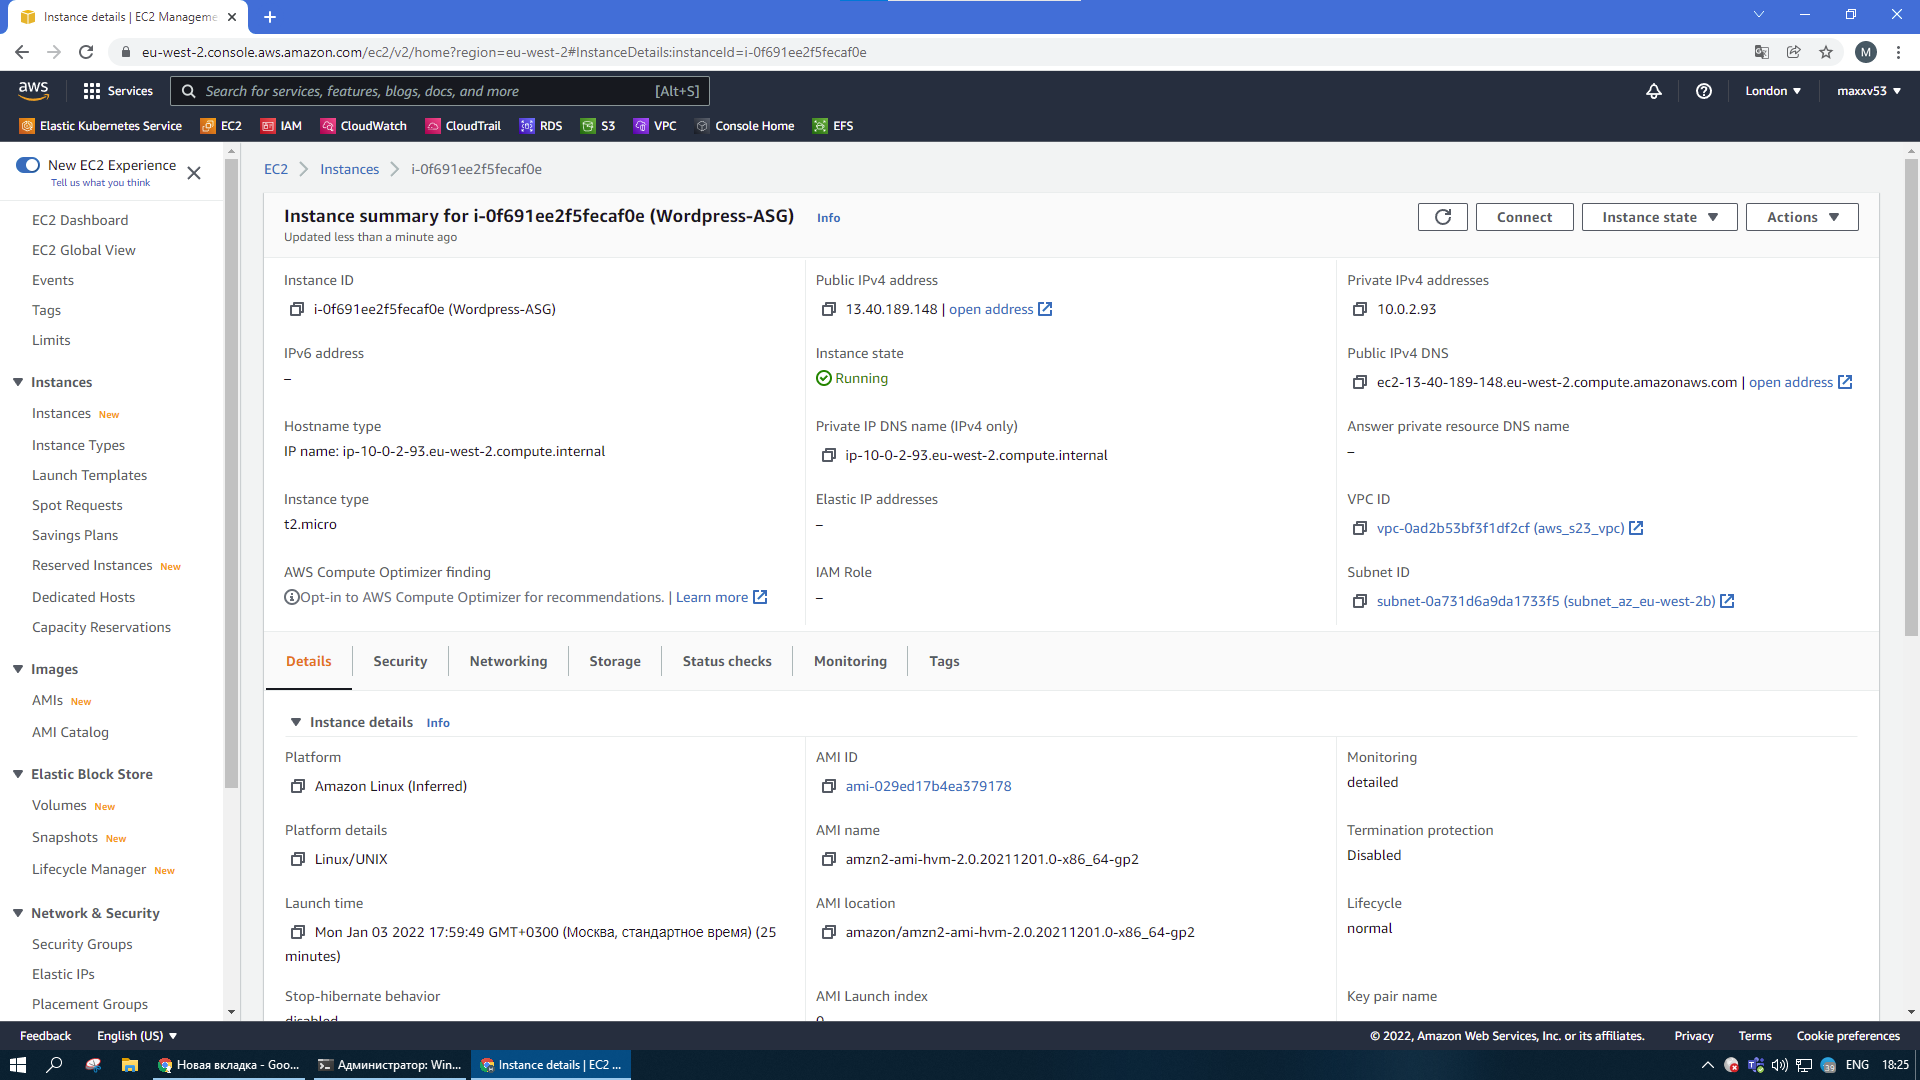 Instance details | EC2 Manageme
eu-west-2.console.aws.amazon.com/ec2/v2/home?region=eu-west-2#InstanceDetails:instanceId=i-0f691ee2f5fecaf0e
M
aws
Services
Search for services, features, blogs, docs, and more
[Alt+S]
London
maxxv53
Elastic Kubernetes Service
EC2
IAM
CloudWatch
CloudTrail
RDS
S3
VPC
Console Home
EFS
New EC2 Experience
Tell us what you think
EC2 Dashboard
EC2 Global View
Events
Tags
Limits
Instances
Instances New
Instance Types
Launch Templates
Spot Requests
Savings Plans
Reserved Instances New
Dedicated Hosts
Capacity Reservations
Images
AMIs New
AMI Catalog
Elastic Block Store
Volumes New
Snapshots New
Lifecycle Manager New
Network & Security
Security Groups
Elastic IPs
Placement Groups
EC2
Instances
i-0f691ee2f5fecaf0e
Instance summary for i-0f691ee2f5fecaf0e (Wordpress-ASG) Info
Updated less than a minute ago
Connect
Instance state
Actions
Instance ID
i-0f691ee2f5fecaf0e (Wordpress-ASG)
Public IPv4 address
13.40.189.148 | open address
Private IPv4 addresses
10.0.2.93
IPv6 address
–
Instance state
Running
Public IPv4 DNS
ec2-13-40-189-148.eu-west-2.compute.amazonaws.com | open address
Hostname type
IP name: ip-10-0-2-93.eu-west-2.compute.internal
Private IP DNS name (IPv4 only)
ip-10-0-2-93.eu-west-2.compute.internal
Answer private resource DNS name
–
Instance type
t2.micro
Elastic IP addresses
–
VPC ID
vpc-0ad2b53bf3f1df2cf (aws_s23_vpc)
AWS Compute Optimizer finding
Opt-in to AWS Compute Optimizer for recommendations. | Learn more
IAM Role
–
Subnet ID
subnet-0a731d6a9da1733f5 (subnet_az_eu-west-2b)
Details
Security
Networking
Storage
Status checks
Monitoring
Tags
Instance details Info
Platform
Amazon Linux (Inferred)
AMI ID
ami-029ed17b4ea379178
Monitoring
detailed
Platform details
Linux/UNIX
AMI name
amzn2-ami-hvm-2.0.20211201.0-x86_64-gp2
Termination protection
Disabled
Launch time
Mon Jan 03 2022 17:59:49 GMT+0300 (Москва, стандартное время) (25
minutes)
AMI location
amazon/amzn2-ami-hvm-2.0.20211201.0-x86_64-gp2
Lifecycle
normal
Stop-hibernate behavior
disabled
AMI Launch index
0
Key pair name
Feedback
English (US)
© 2022, Amazon Web Services, Inc. or its affiliates.
Privacy
Terms
Cookie preferences
Новая вкладка - Goo...
Администратор: Win...
Instance details | EC2 ...
39
ENG
18:25